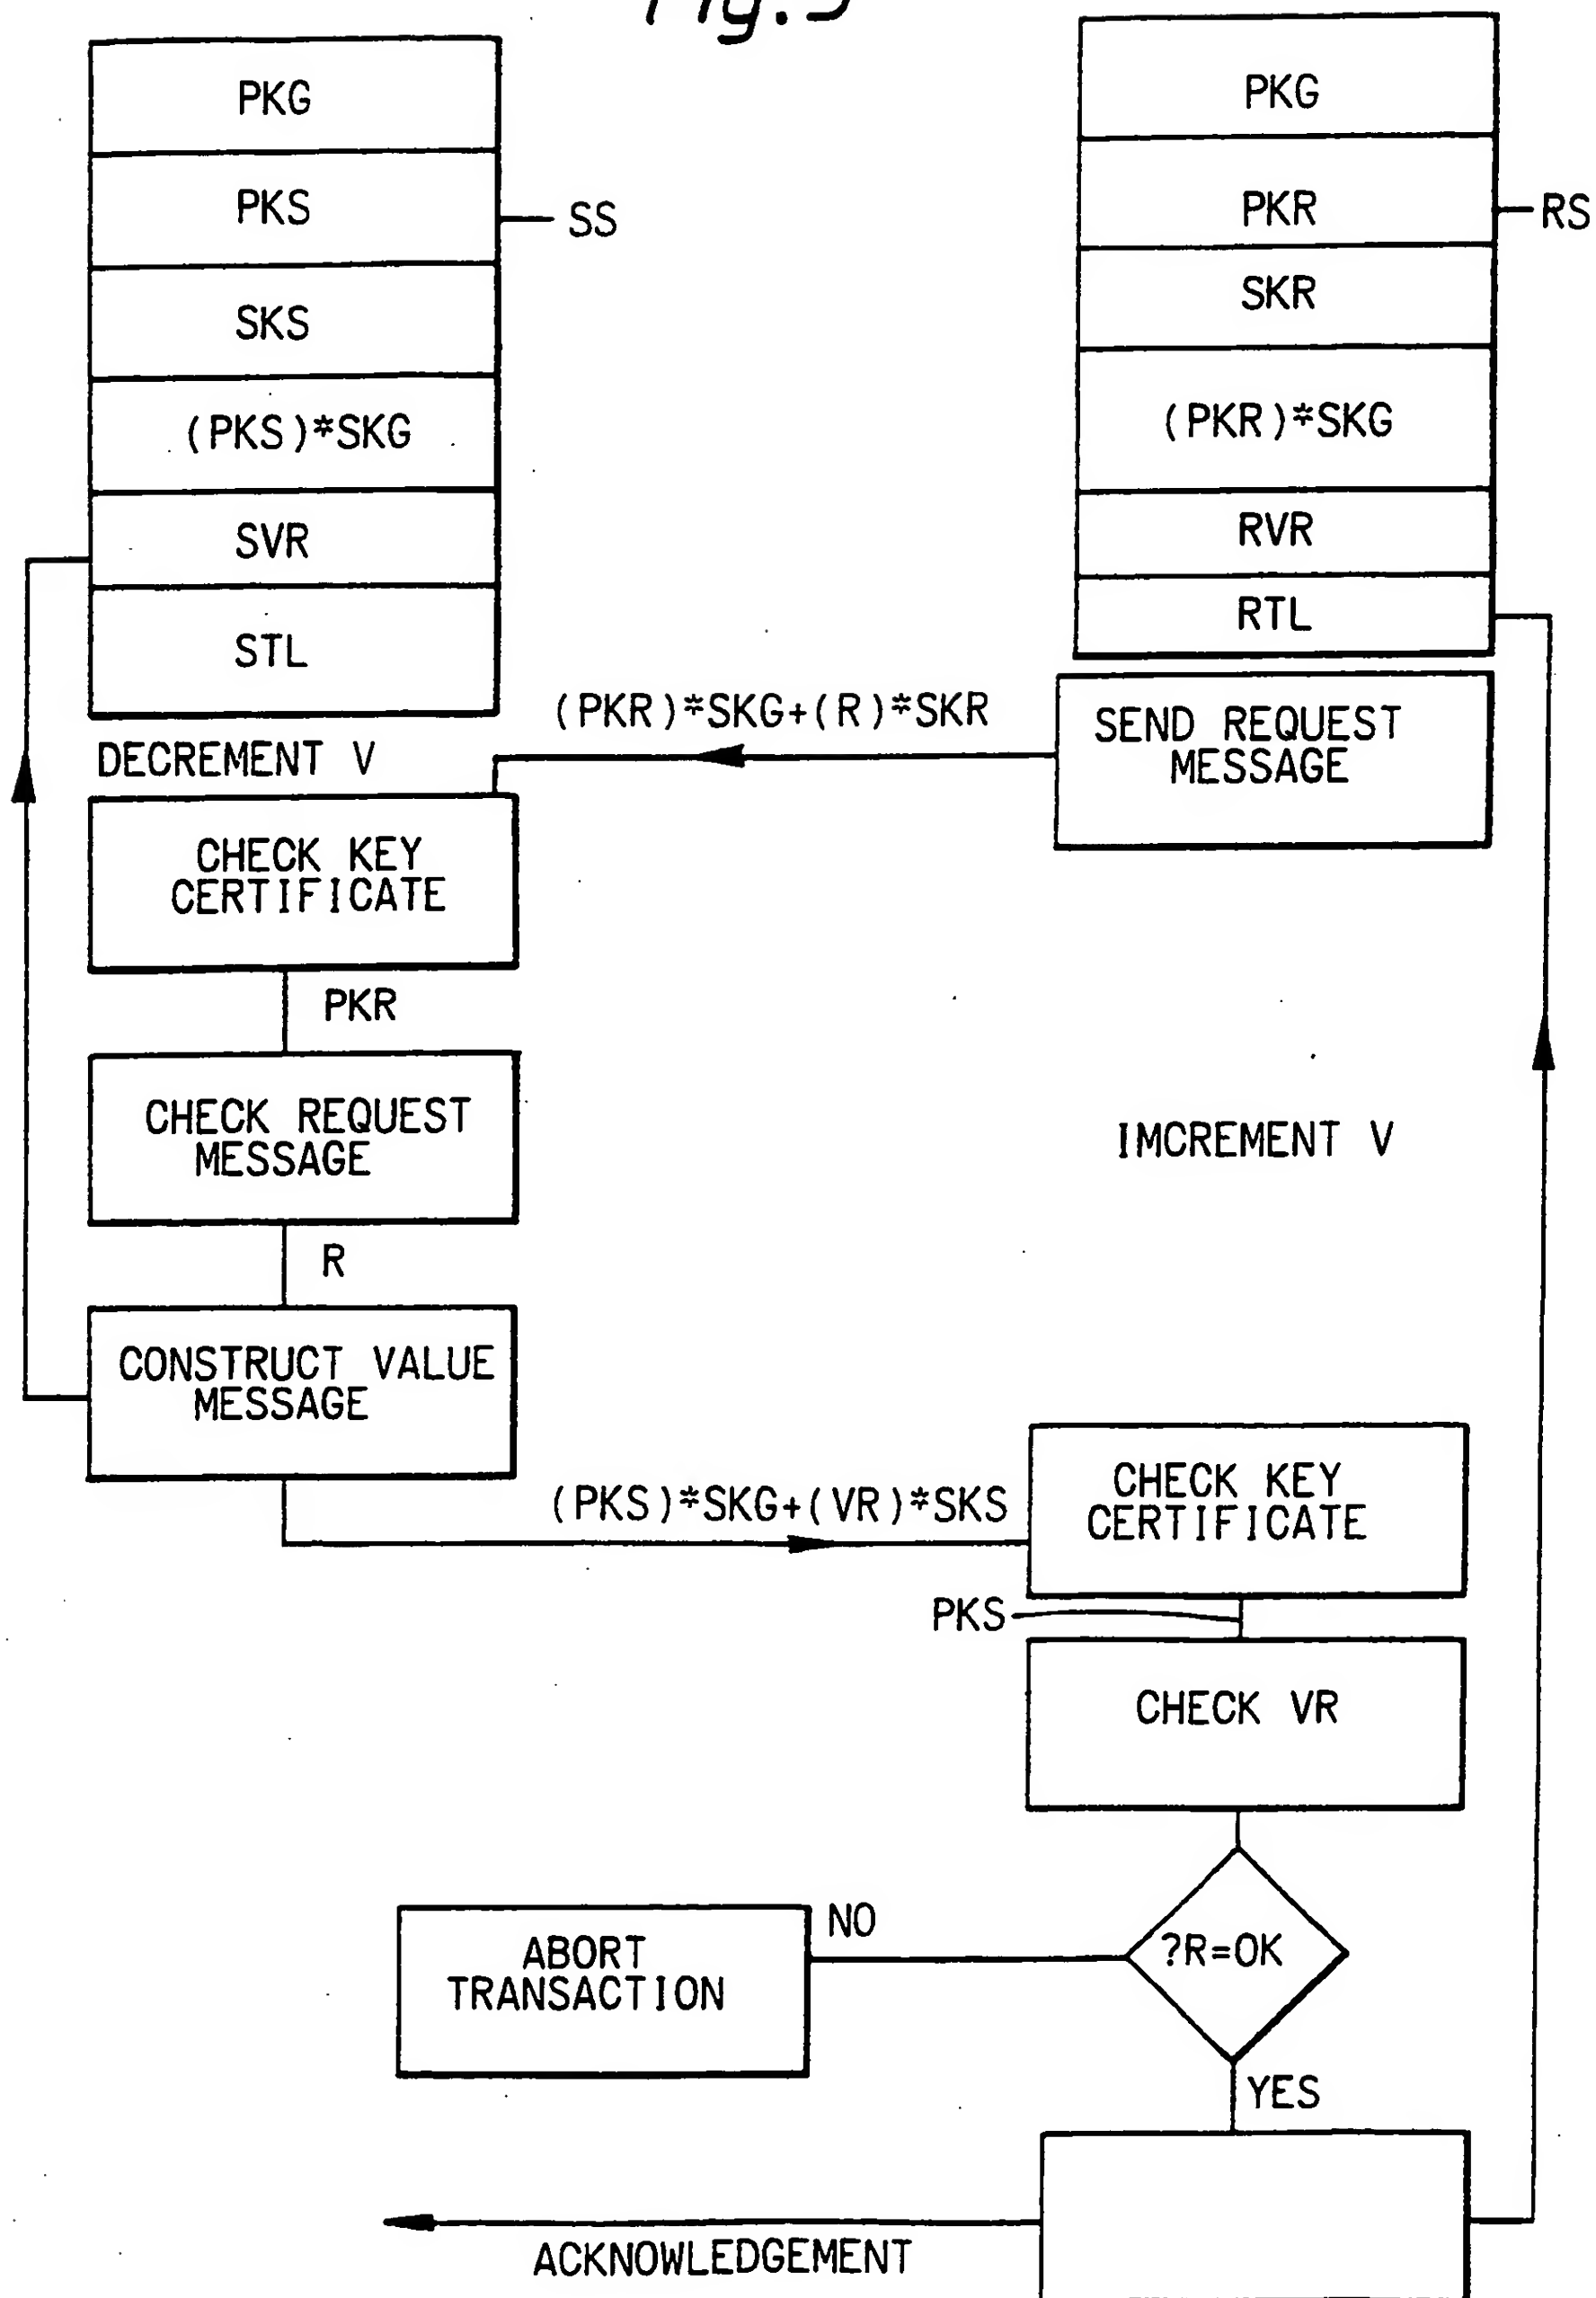 Fig.5
PKG
PKS
SS
SKS
(PKS)*SKG
SVR
STL
PKG
PKR
RS
SKR
(PKR)*SKG
RVR
RTL
(PKR)*SKG+(R)*SKR
SEND REQUEST
MESSAGE
DECREMENT V
CHECK KEY
CERTIFICATE
PKR
CHECK REQUEST
MESSAGE
IMCREMENT V
R
CONSTRUCT VALUE
MESSAGE
(PKS)*SKG+(VR)*SKS
CHECK KEY
CERTIFICATE
PKS
CHECK VR
NO
?R=OK
ABORT
TRANSACTION
YES
ACKNOWLEDGEMENT